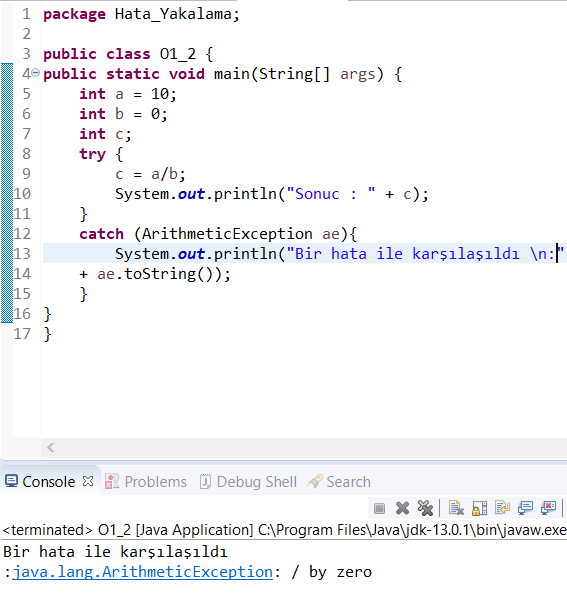 1 package Hata_Yakalama;
2
3 public class O1_2 {
4 public static void main(String[] args) {
5 int a = 10;
6 int b = 0;
7 int c;
8 try {
9 c = a/b;
10 System.out.println("Sonuc : " + c);
11 }
12 catch (ArithmeticException ae){
13 System.out.println("Bir hata ile karşılaşıldı \n:"
14 + ae.toString());
15 }
16 }
17 }
Console Problems Debug Shell Search
<terminated> O1_2 [Java Application] C:\Program Files\Java\jdk-13.0.1\bin\javaw.exe
Bir hata ile karşılaşıldı
:java.lang.ArithmeticException: / by zero